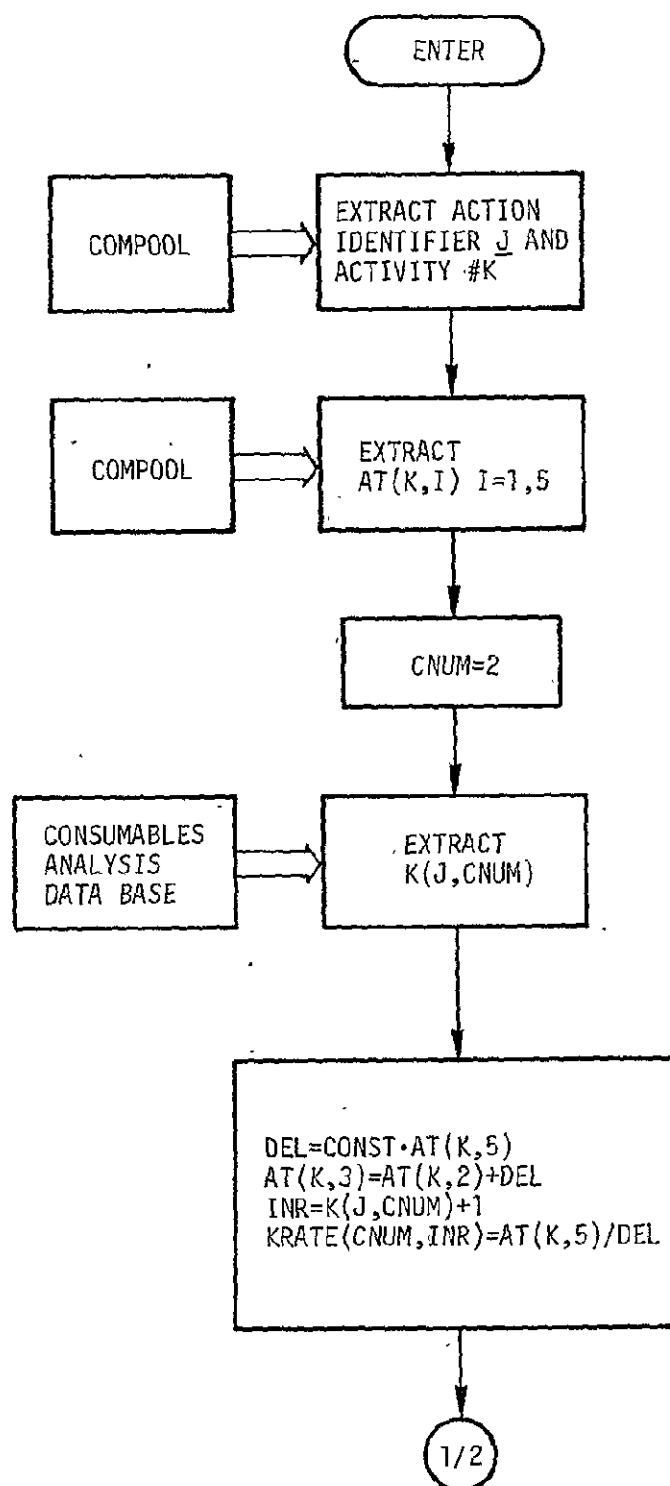 ENTER
COMPOOL
EXTRACT ACTION
IDENTIFIER J AND
ACTIVITY #K
COMPOOL
EXTRACT
AT(K,I) I=1,5
CNUM=2
CONSUMABLES
ANALYSIS
DATA BASE
EXTRACT
K(J,CNUM)
DEL=CONST·AT(K,5)
AT(K,3)=AT(K,2)+DEL
INR=K(J,CNUM)+1
KRATE(CNUM,INR)=AT(K,5)/DEL
1/2